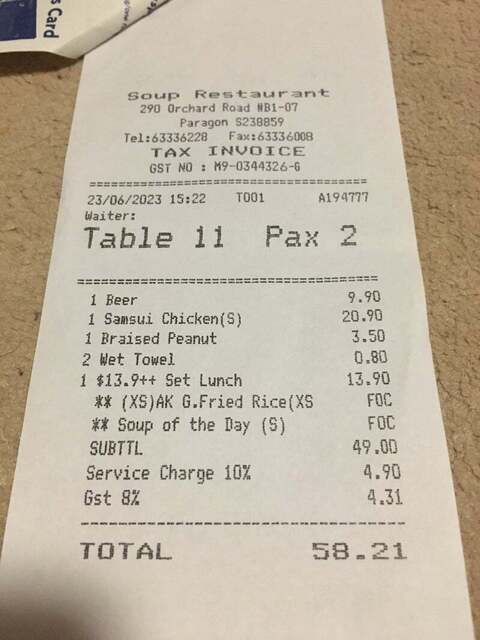 s Card
Soup Restaurant
290 Orchard Road #B1-07
Paragon S238859
Tel:63336228 Fax:63336008
TAX INVOICE
GST NO : M9-0344326-G
23/06/2023 15:22 T001 A194777
Waiter:
Table 11 Pax 2
1 Beer 9.90
1 Samsui Chicken(S) 20.90
1 Braised Peanut 3.50
2 Wet Towel 0.80
1 $13.9++ Set Lunch 13.90
** (XS)AK G.Fried Rice(XS FOC
** Soup of the Day (S) FOC
SUBTTL 49.00
Service Charge 10% 4.90
Gst 8% 4.31
TOTAL 58.21